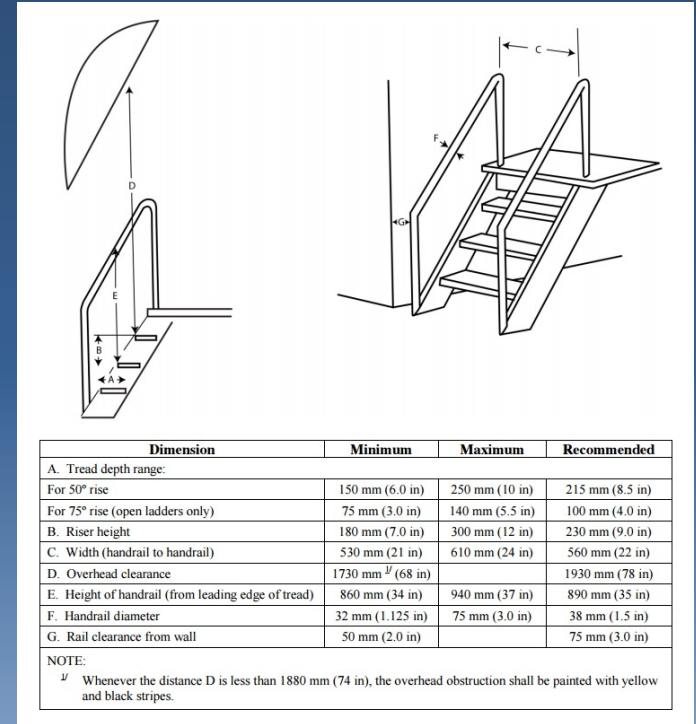 C
F
D
G
E
B
A
Dimension Minimum Maximum Recommended
A. Tread depth range:
For 50° rise 150 mm (6.0 in) 250 mm (10 in) 215 mm (8.5 in)
For 75° rise (open ladders only) 75 mm (3.0 in) 140 mm (5.5 in) 100 mm (4.0 in)
B. Riser height 180 mm (7.0 in) 300 mm (12 in) 230 mm (9.0 in)
C. Width (handrail to handrail) 530 mm (21 in) 610 mm (24 in) 560 mm (22 in)
D. Overhead clearance 1730 mm 1/ (68 in) 1930 mm (78 in)
E. Height of handrail (from leading edge of tread) 860 mm (34 in) 940 mm (37 in) 890 mm (35 in)
F. Handrail diameter 32 mm (1.125 in) 75 mm (3.0 in) 38 mm (1.5 in)
G. Rail clearance from wall 50 mm (2.0 in) 75 mm (3.0 in)
NOTE:
1/ Whenever the distance D is less than 1880 mm (74 in), the overhead obstruction shall be painted with yellow
and black stripes.